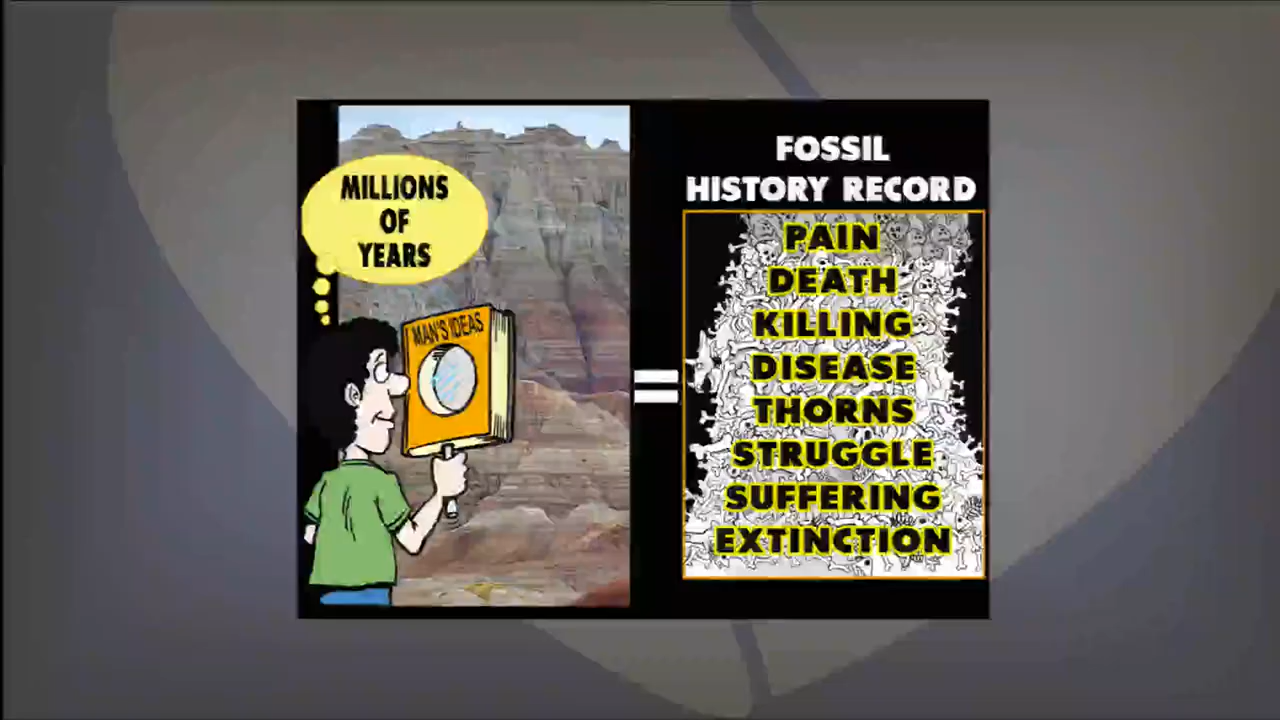 MILLIONS
OF
YEARS
MAN'S IDEAS
FOSSIL
HISTORY RECORD
PAIN
DEATH
KILLING
DISEASE
THORNS
STRUGGLE
SUFFERING
EXTINCTION